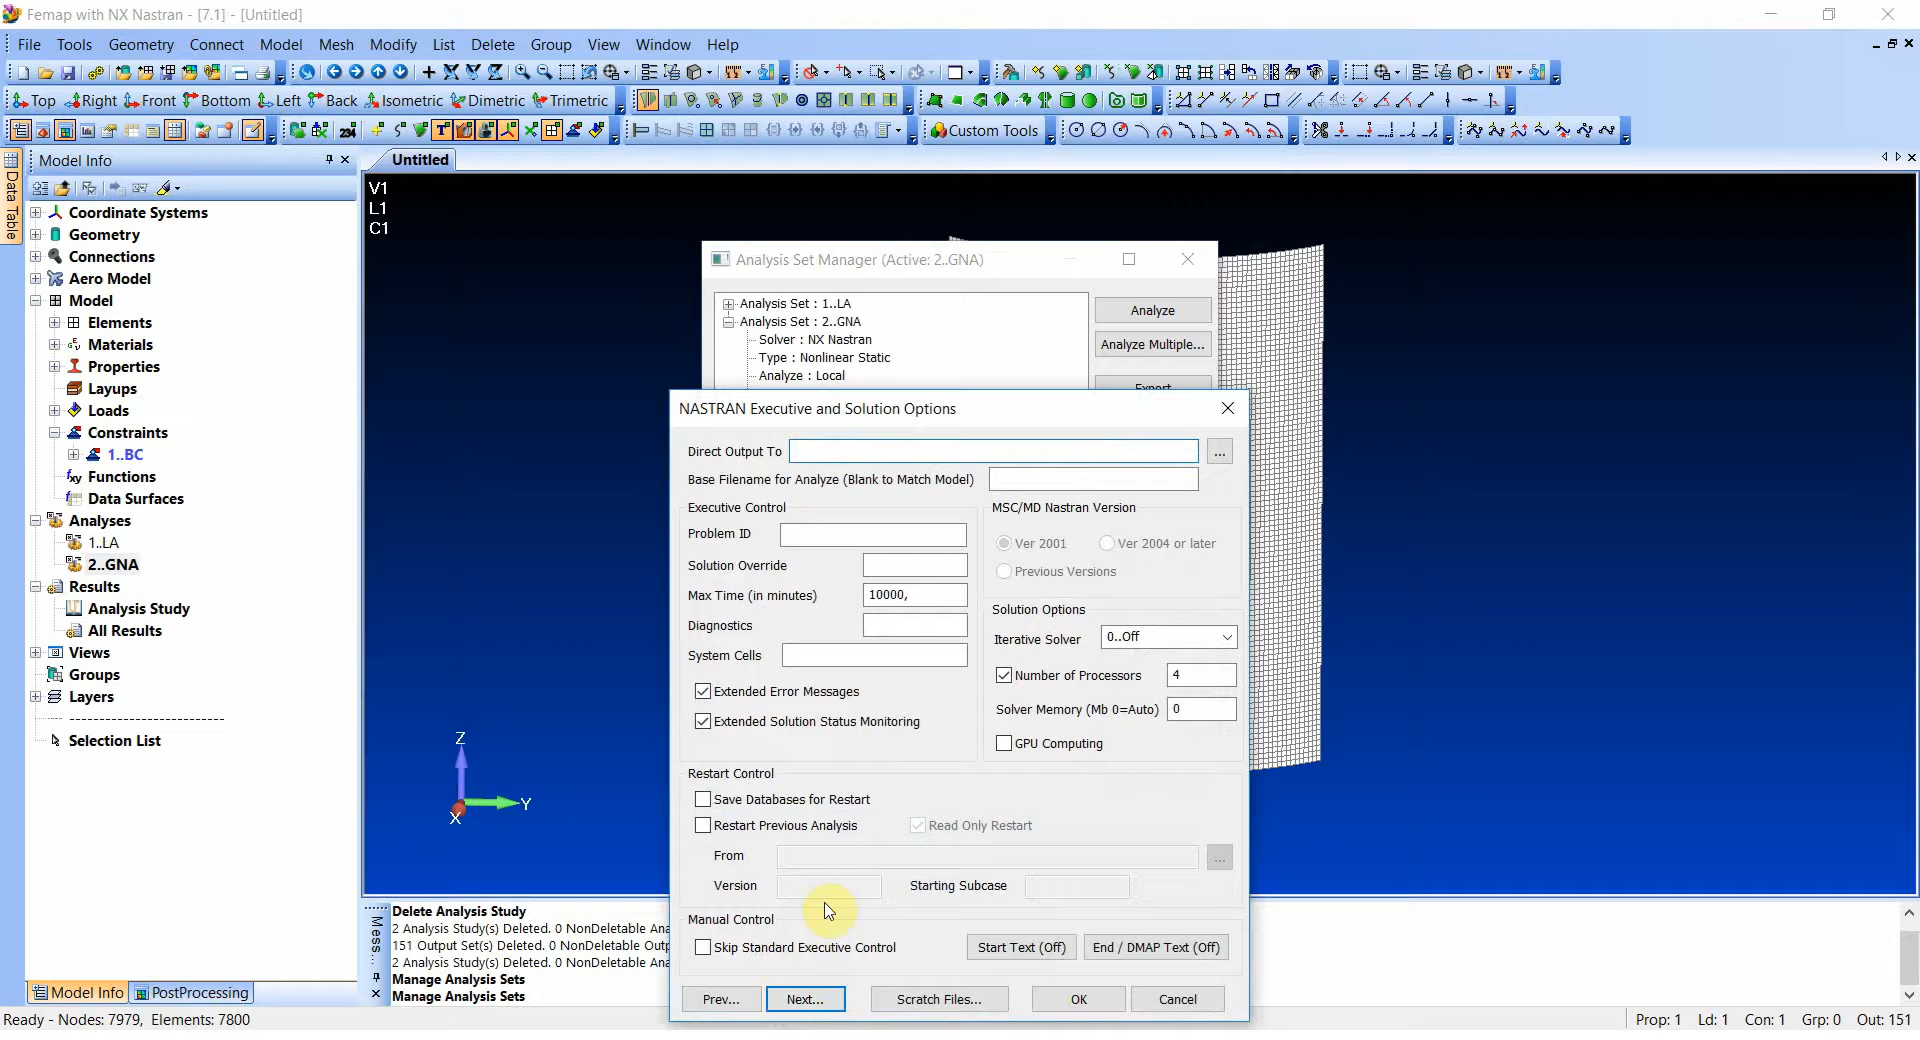 Femap with NX Nastran - [7.1] - [Untitled]
File Tools Geometry Connect Model Mesh Modify List Delete Group View Window Help
Top Right Front Bottom Left Back Isometric Dimetric Trimetric
234 T Custom Tools
Data Table
Model Info
Coordinate Systems
Geometry
Connections
Aero Model
Model
Elements
Materials
Properties
Layups
Loads
Constraints
1..BC
Functions
Data Surfaces
Analyses
1..LA
2..GNA
Results
Analysis Study
All Results
Views
Groups
Layers
Selection List
Model Info PostProcessing
Untitled
V1
L1
C1
Z
Y
X
Analysis Set Manager (Active: 2..GNA)
Analysis Set : 1..LA
Analysis Set : 2..GNA
Solver : NX Nastran
Type : Nonlinear Static
Analyze : Local
Analyze
Analyze Multiple...
Export...
NASTRAN Executive and Solution Options
Direct Output To ...
Base Filename for Analyze (Blank to Match Model)
Executive Control
Problem ID
Solution Override
Max Time (in minutes) 10000,
Diagnostics
System Cells
Extended Error Messages
Extended Solution Status Monitoring
MSC/MD Nastran Version
Ver 2001 Ver 2004 or later
Previous Versions
Solution Options
Iterative Solver 0..Off
Number of Processors 4
Solver Memory (Mb 0=Auto) 0
GPU Computing
Restart Control
Save Databases for Restart
Restart Previous Analysis Read Only Restart
From ...
Version Starting Subcase
Manual Control
Skip Standard Executive Control Start Text (Off) End / DMAP Text (Off)
Prev... Next... Scratch Files... OK Cancel
Mess...
Delete Analysis Study
2 Analysis Study(s) Deleted. 0 NonDeletable Ana
151 Output Set(s) Deleted. 0 NonDeletable Outp
2 Analysis Study(s) Deleted. 0 NonDeletable Ana
Manage Analysis Sets
Manage Analysis Sets
Ready - Nodes: 7979, Elements: 7800
Prop: 1 Ld: 1 Con: 1 Grp: 0 Out: 151